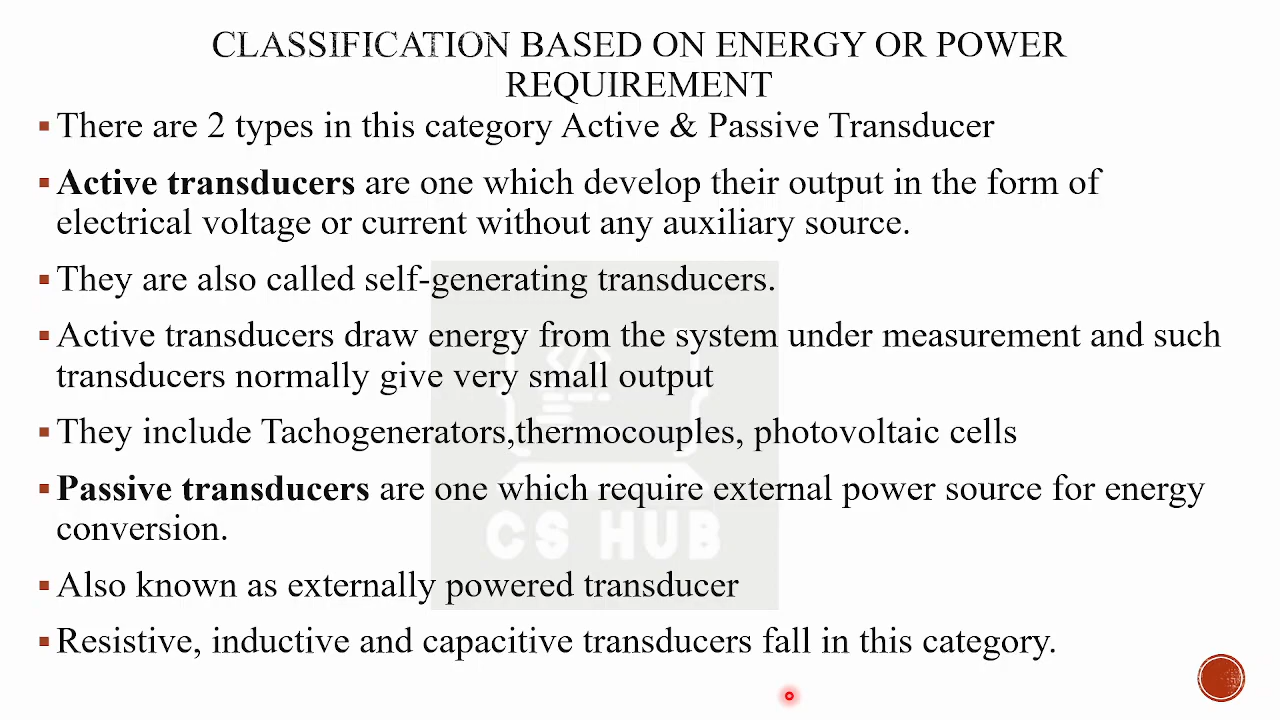 CLASSIFICATION BASED ON ENERGY OR POWER
REQUIREMENT
▪There are 2 types in this category Active & Passive Transducer
▪Active transducers are one which develop their output in the form of
electrical voltage or current without any auxiliary source.
▪They are also called self-generating transducers.
▪Active transducers draw energy from the system under measurement and such
transducers normally give very small output
▪They include Tachogenerators,thermocouples, photovoltaic cells
▪Passive transducers are one which require external power source for energy
conversion.
▪Also known as externally powered transducer
▪Resistive, inductive and capacitive transducers fall in this category.
CS HUB